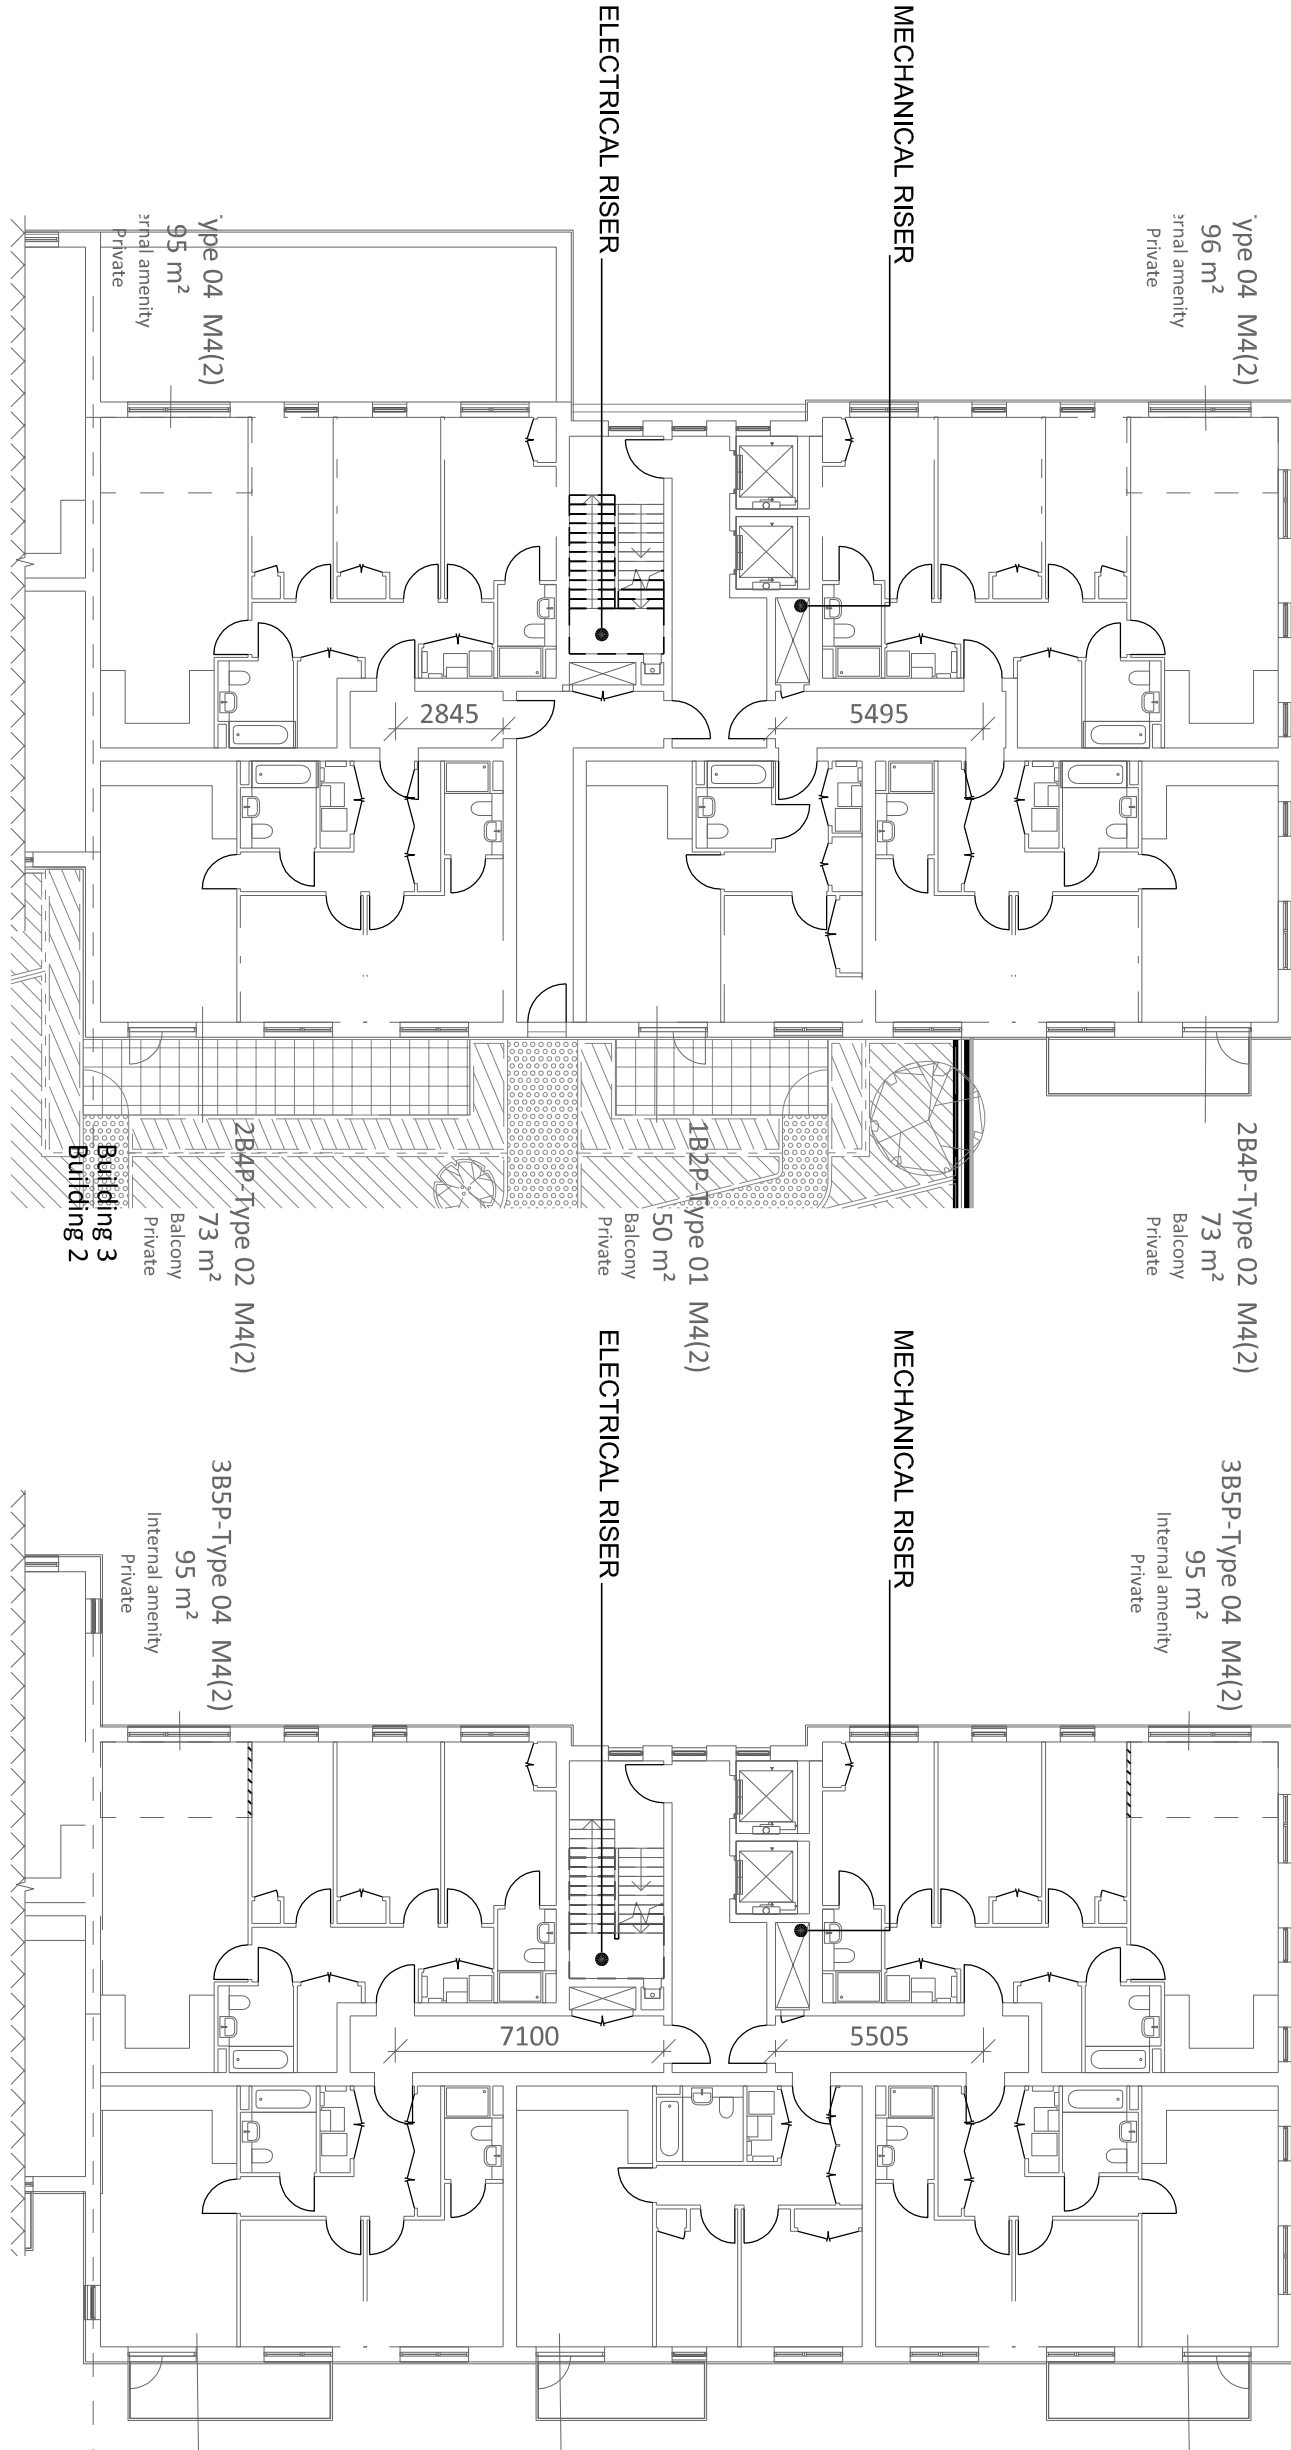 MECHANICAL RISER
ELECTRICAL RISER
ype 04 M4(2)
96 m²
rnal amenity
Private
ype 04 M4(2)
95 m²
rnal amenity
Private
5495
2845
2B4P-Type 02 M4(2)
73 m²
Balcony
Private
1B2P-Type 01 M4(2)
50 m²
Balcony
Private
2B4P-Type 02 M4(2)
73 m²
Balcony
Private
Building 3
Building 2
MECHANICAL RISER
ELECTRICAL RISER
3B5P-Type 04 M4(2)
95 m²
Internal amenity
Private
3B5P-Type 04 M4(2)
95 m²
Internal amenity
Private
5505
7100